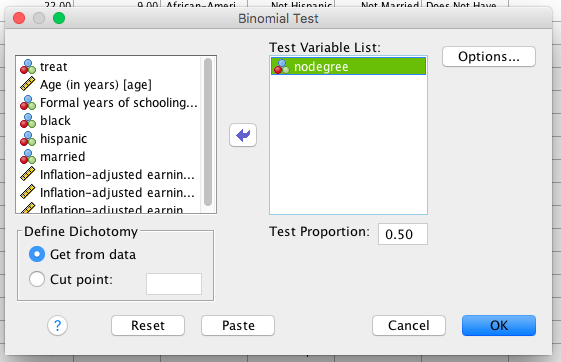 22.00 9.00 African-Ameri... Not Hispanic Not Married Does Not Have...
Binomial Test
Test Variable List:
nodegree
Options...
treat
Age (in years) [age]
Formal years of schooling...
black
hispanic
married
Inflation-adjusted earnin...
Inflation-adjusted earnin...
Inflation-adjusted earnin...
Define Dichotomy
Get from data
Cut point:
Test Proportion: 0.50
?
Reset
Paste
Cancel
OK